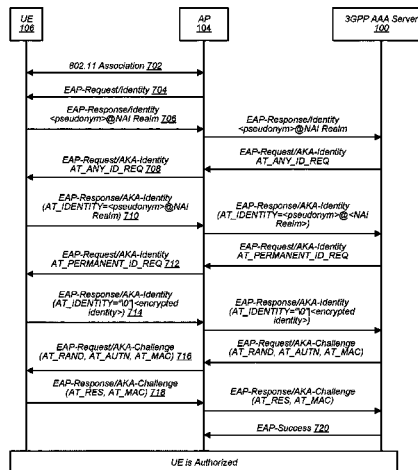 UE
106
AP
104
3GPP AAA Server
100
802.11 Association 702
EAP-Request/Identity 704
EAP-Response/Identity
<pseudonym>@NAI Realm
706
EAP-Response/Identity
<pseudonym>@NAI Realm
EAP-Request/AKA-Identity
AT_ANY_ID_REQ
EAP-Request/AKA-Identity
AT_ANY_ID_REQ 708
EAP-Response/AKA-Identity
(AT_IDENTITY=<pseudonym>@NAI
Realm) 710
EAP-Response/AKA-Identity
(AT_IDENTITY=<pseudonym>@<NAI
Realm>)
EAP-Request/AKA-Identity
AT_PERMANENT_ID_REQ
EAP-Request/AKA-Identity
AT_PERMANENT_ID_REQ 712
EAP-Response/AKA-Identity
(AT_IDENTITY="\0"|<encrypted
identity>) 714
EAP-Response/AKA-Identity
(AT_IDENTITY="\0"|<encrypted
identity>)
EAP-Request/AKA-Challenge
(AT_RAND, AT_AUTN, AT_MAC)
EAP-Request/AKA-Challenge
(AT_RAND, AT_AUTN, AT_MAC) 716
EAP-Response/AKA-Challenge
(AT_RES, AT_MAC) 718
EAP-Response/AKA-Challenge
(AT_RES, AT_MAC)
EAP-Success 720
UE is Authorized